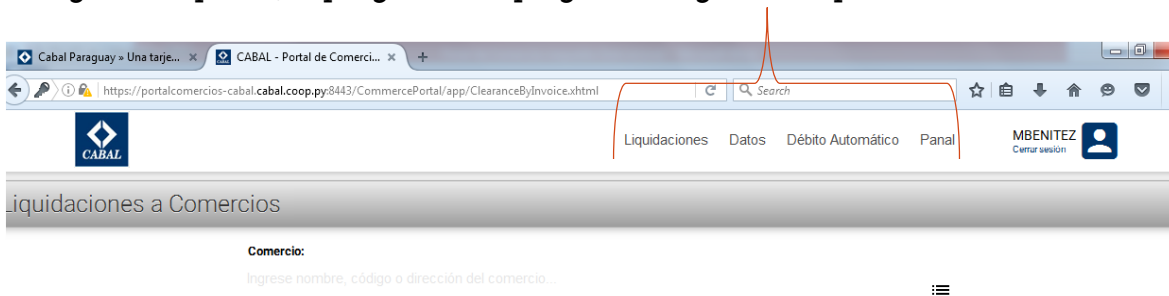 Cabal Paraguay » Una tarje... × CABAL - Portal de Comerci... × +
https://portalcomercios-cabal.cabal.coop.py:8443/CommercePortal/app/ClearanceByInvoice.xhtml Search
CABAL Liquidaciones Datos Débito Automático Panal MBENITEZ
Cerrar sesión
Liquidaciones a Comercios
Comercio:
Ingrese nombre, código o dirección del comercio...